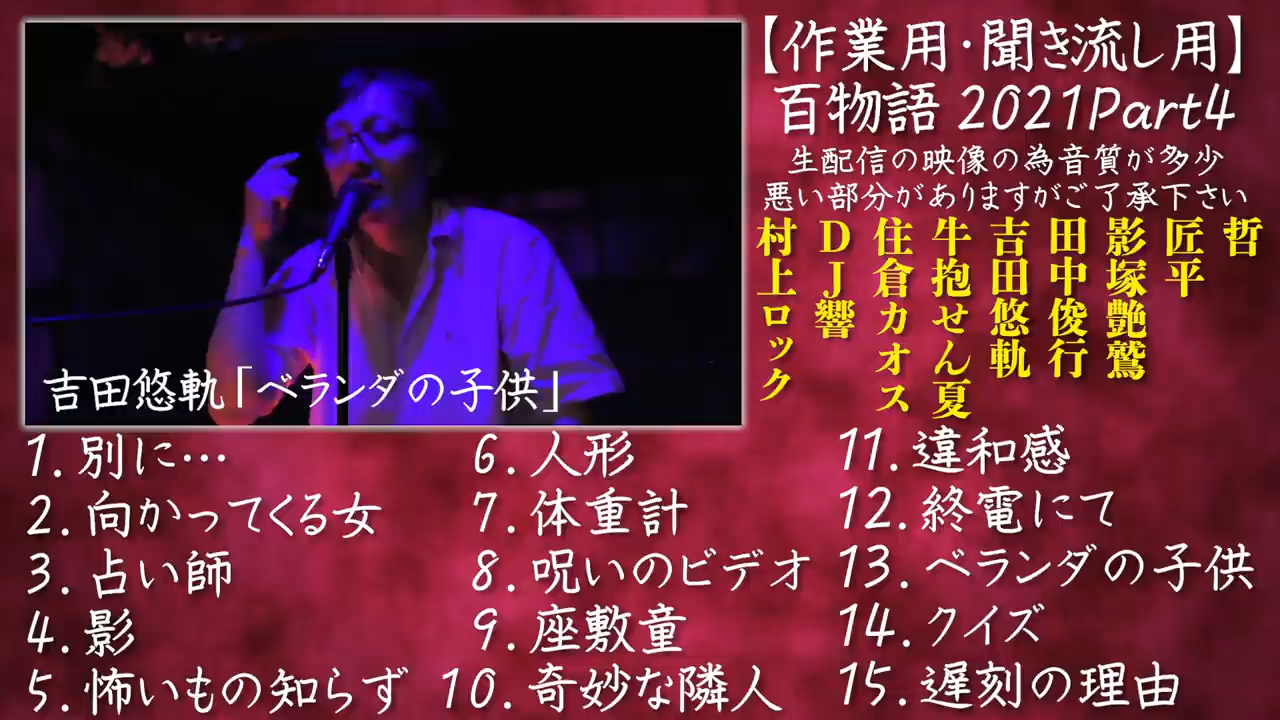 【作業用・聞き流し用】
百物語 2021Part4
生配信の映像の為音質が多少
悪い部分がありますがご了承下さい
哲
匠平
影塚艶鷲
田中俊行
吉田悠軌
牛抱せん夏
住倉カオス
DJ響
村上ロック
吉田悠軌「ベランダの子供」
1. 別に…
2. 向かってくる女
3. 占い師
4. 影
5. 怖いもの知らず
6. 人形
7. 体重計
8. 呪いのビデオ
9. 座敷童
10. 奇妙な隣人
11. 違和感
12. 終電にて
13. ベランダの子供
14. クイズ
15. 遅刻の理由